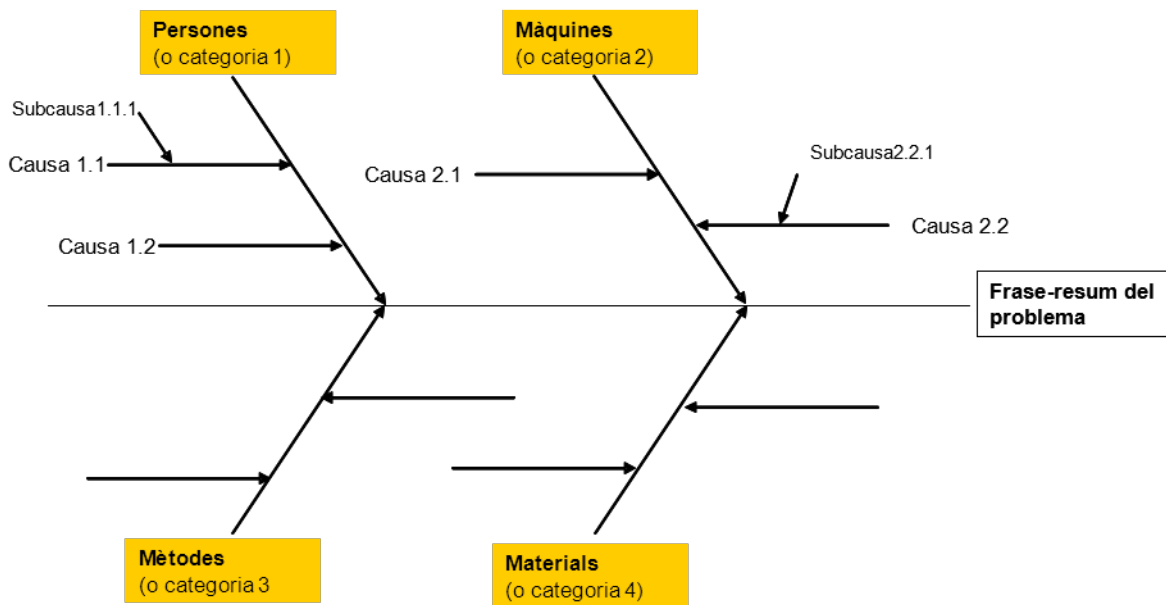 Persones
(o categoria 1)
Màquines
(o categoria 2)
Subcausa1.1.1
Causa 1.1
Causa 2.1
Subcausa2.2.1
Causa 1.2
Causa 2.2
Frase-resum del
problema
Mètodes
(o categoria 3
Materials
(o categoria 4)